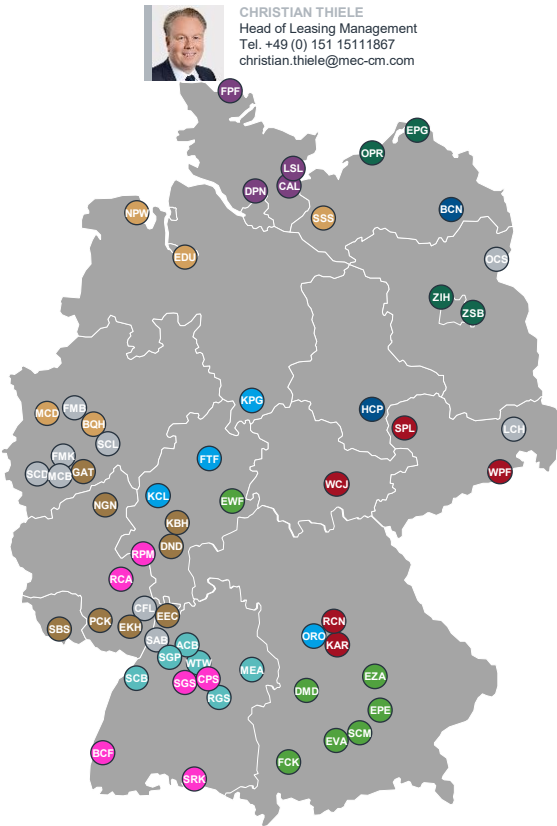 CHRISTIAN THIELE
Head of Leasing Management
Tel. +49 (0) 151 15111867
christian.thiele@mec-cm.com
FPF
EPG
OPR
LSL
CAL
DPN
NPW
SSS
BCN
EDU
OCS
ZIH
ZSB
KPG
HCP
MCD
FMB
BQH
SPL
LCH
SCL
FMK
FTF
SCD
MCB
GAT
WCJ
WPF
NGN
KCL
EWF
KBH
DND
RPM
RCA
CFL
EEC
PCK
EKH
SBS
RCN
ORO
KAR
SAB
ACB
SGP
WTW
MEA
SCB
SGS
CPS
RGS
EZA
DMD
EPE
SCM
EVA
BCF
FCK
SRK